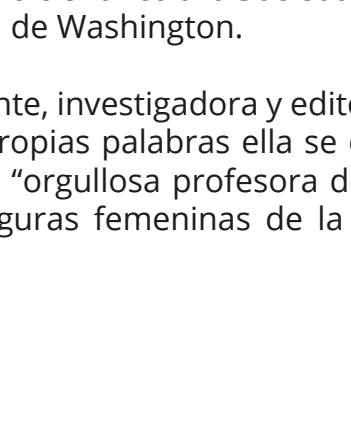 de Washington.
nte, investigadora y edit
ropias palabras ella se
“orgullosa profesora d
guras femeninas de la